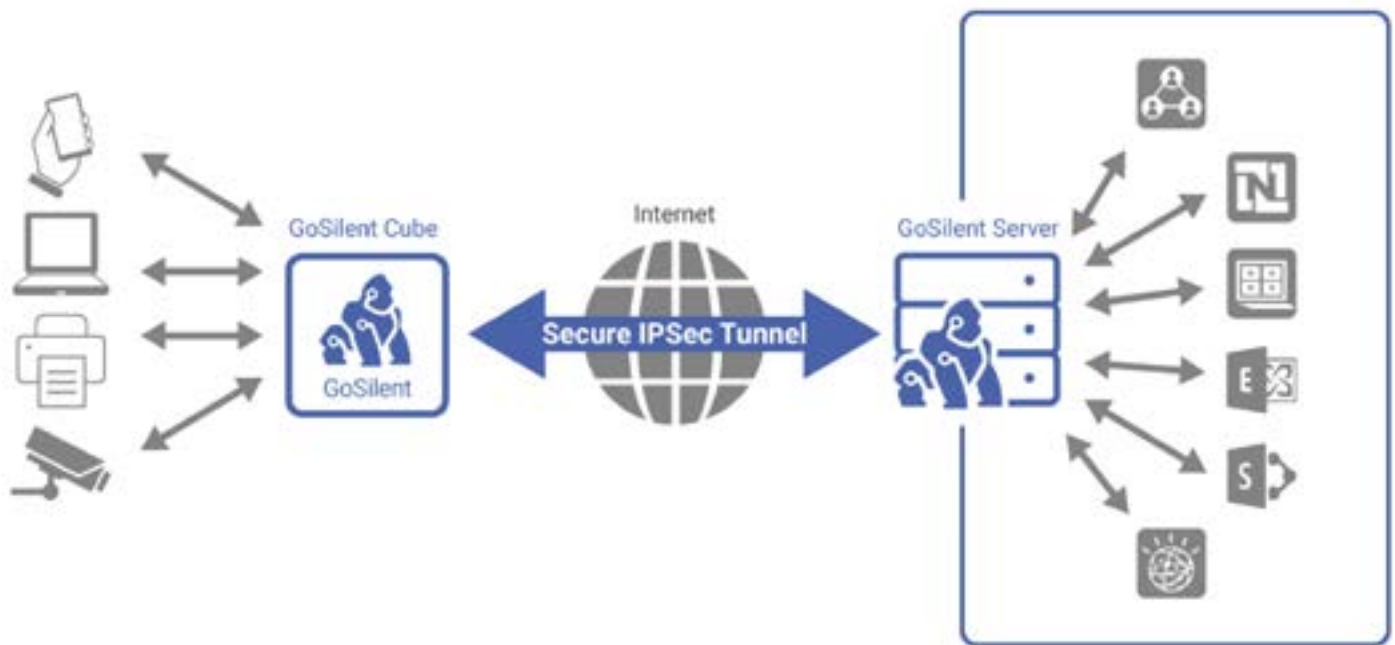 Internet
GoSilent Cube
GoSilent Server
N
Secure IPSec Tunnel
GoSilent
E
S